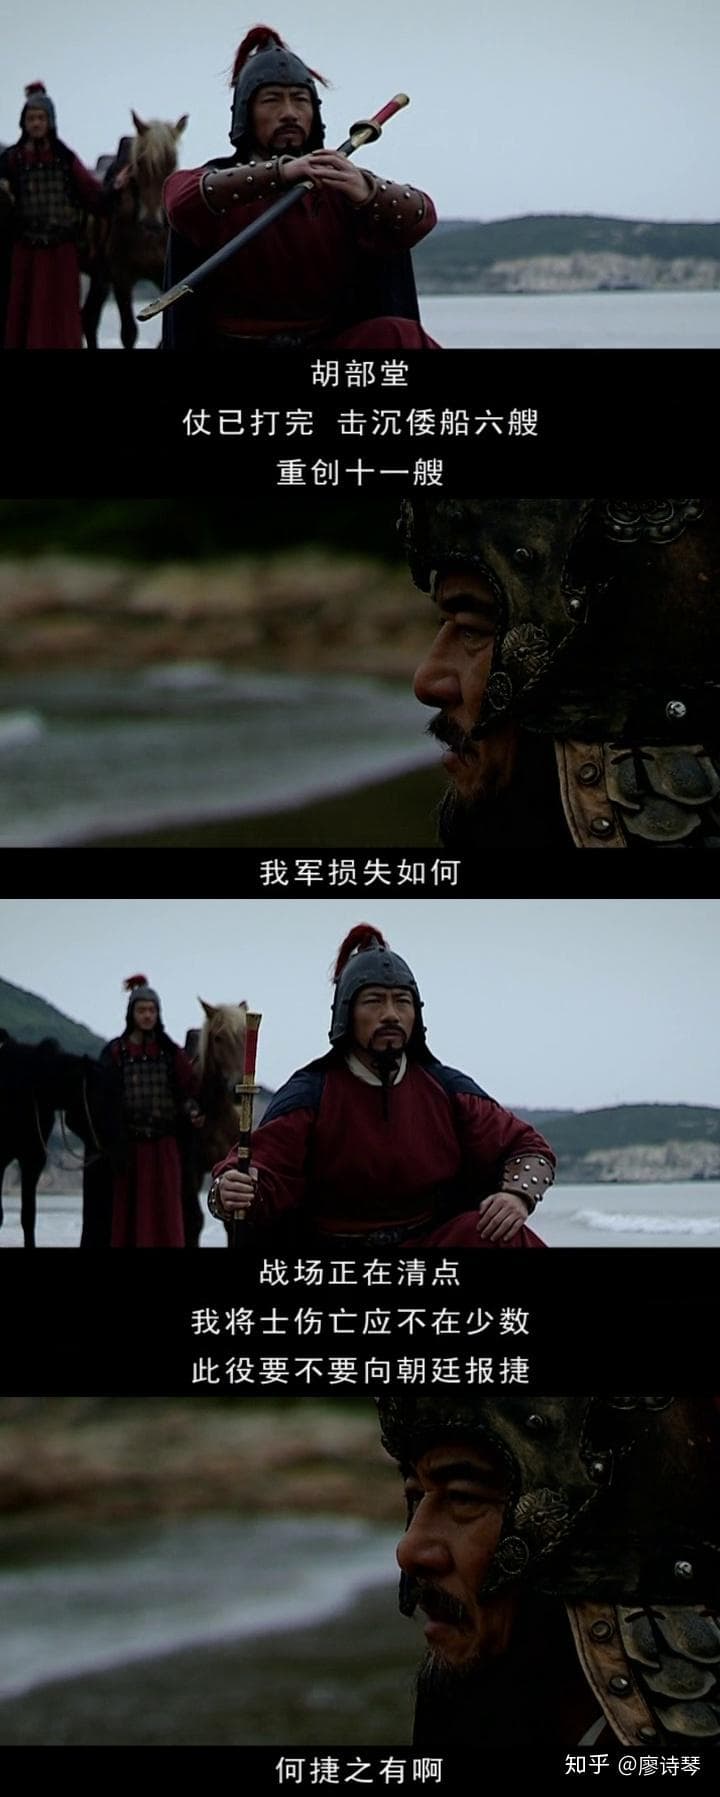 胡部堂
仗已打完 击沉倭船六艘
重创十一艘
我军损失如何
战场正在清点
我将士伤亡应不在少数
此役要不要向朝廷报捷
何捷之有啊
知乎 @廖诗琴